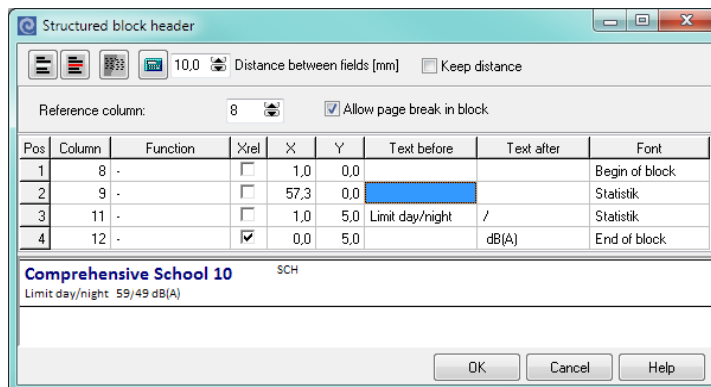 Structured block header
10,0 Distance between fields [mm] Keep distance
Reference column: 8 Allow page break in block
Pos Column Function Xrel X Y Text before Text after Font
1 8 - 1,0 0,0 Begin of block
2 9 - 57,3 0,0 Statistik
3 11 - 1,0 5,0 Limit day/night / Statistik
4 12 - 0,0 5,0 dB(A) End of block
Comprehensive School 10 SCH
Limit day/night 59/49 dB(A)
OK Cancel Help